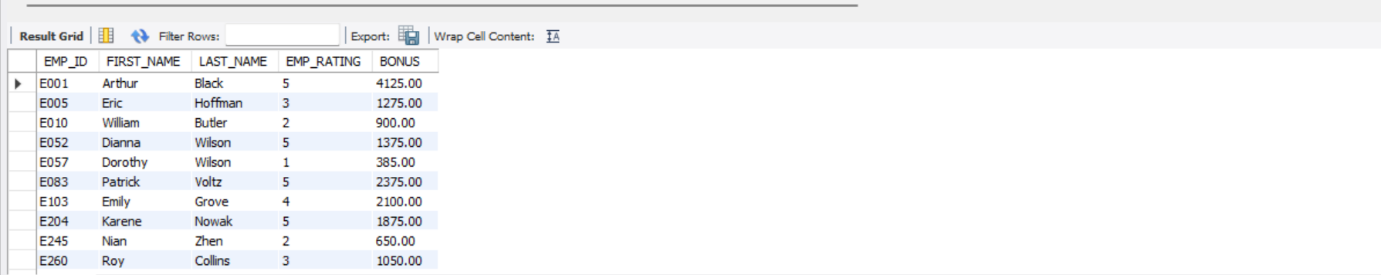 Result Grid Filter Rows: Export: Wrap Cell Content:
EMP_ID FIRST_NAME LAST_NAME EMP_RATING BONUS
E001 Arthur Black 5 4125.00
E005 Eric Hoffman 3 1275.00
E010 William Butler 2 900.00
E052 Dianna Wilson 5 1375.00
E057 Dorothy Wilson 1 385.00
E083 Patrick Voltz 5 2375.00
E103 Emily Grove 4 2100.00
E204 Karene Nowak 5 1875.00
E245 Nian Zhen 2 650.00
E260 Roy Collins 3 1050.00